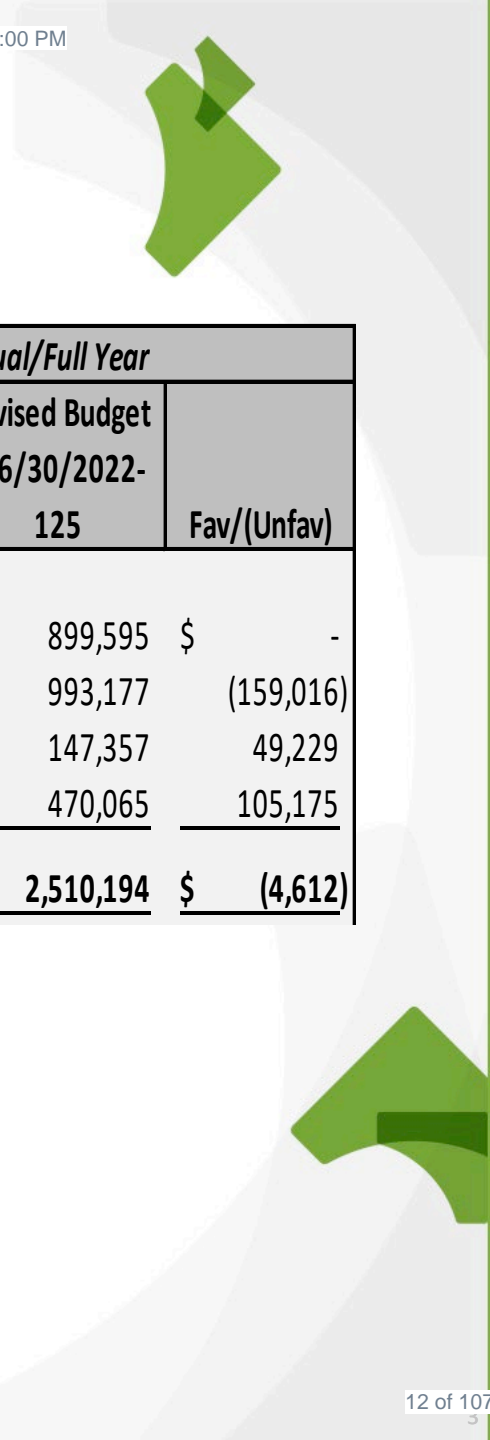 :00 PM
ual/Full Year
vised Budget
6/30/2022-
125 Fav/(Unfav)
899,595 $ -
993,177 (159,016)
147,357 49,229
470,065 105,175
2,510,194 $ (4,612)
12 of 107
3